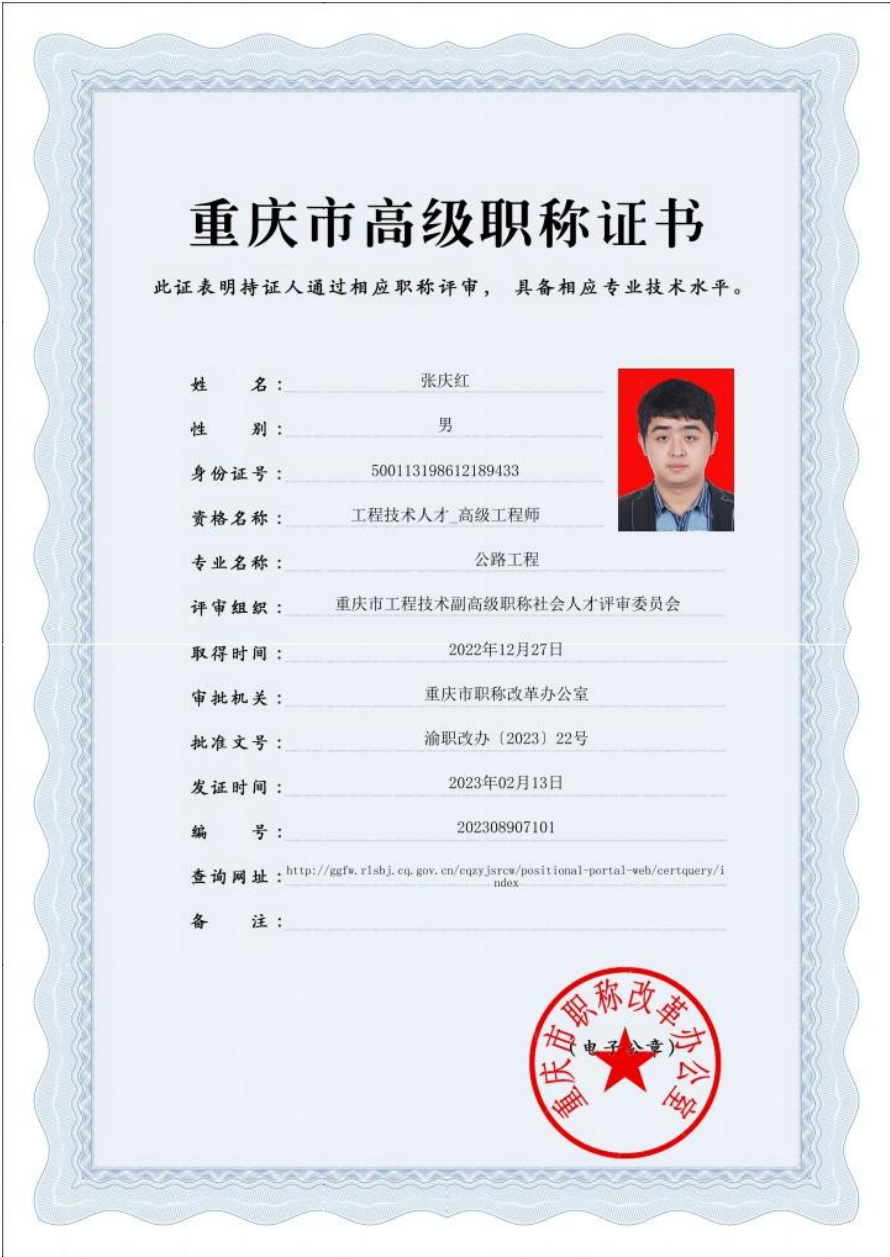 重庆市高级职称证书
此证表明持证人通过相应职称评审， 具备相应专业技术水平。
姓 名：张庆红
性 别：男
身份证号：500113198612189433
资格名称：工程技术人才_高级工程师
专业名称：公路工程
评审组织：重庆市工程技术副高级职称社会人才评审委员会
取得时间：2022年12月27日
审批机关：重庆市职称改革办公室
批准文号：渝职改办〔2023〕22号
发证时间：2023年02月13日
编 号：202308907101
查询网址：http://ggfw.rlsbj.cq.gov.cn/cqzyjsrcw/positional-portal-web/certquery/i
ndex
备 注：
重庆市职称改革办公室
（电子公章）